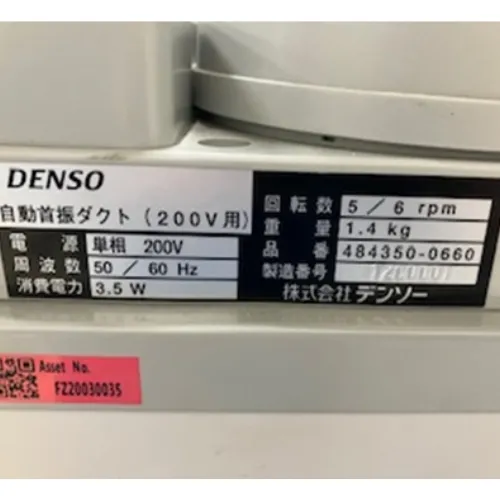 DENSO
自動首振ダクト(200V用)
電源 単相 200V
周波数 50 / 60 Hz
消費電力 3.5 W
回転数 5 / 6 rpm
重量 1.4 kg
品番 484350-0660
製造番号
株式会社 デンソー
Asset No.
FZ20030035